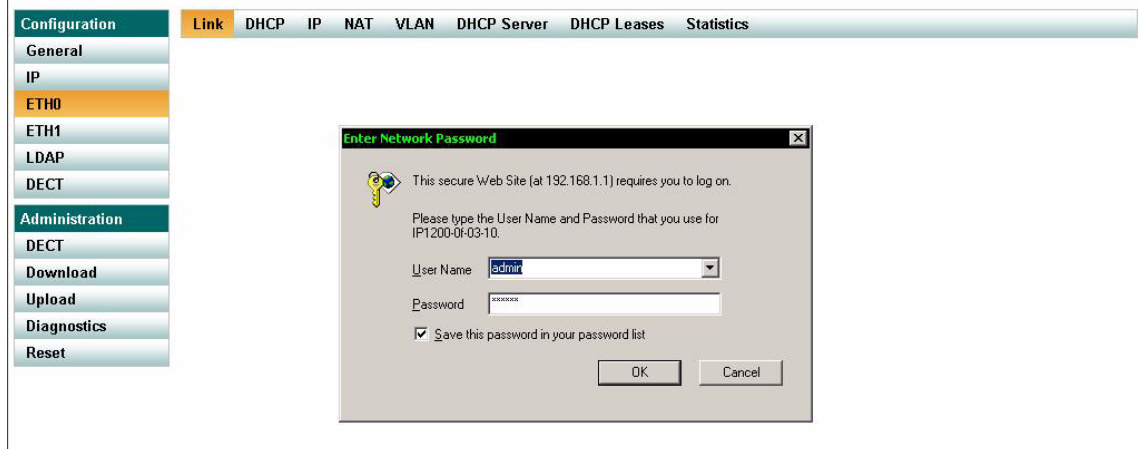 Configuration
General
IP
ETH0
ETH1
LDAP
DECT
Administration
DECT
Download
Upload
Diagnostics
Reset
Link DHCP IP NAT VLAN DHCP Server DHCP Leases Statistics
Enter Network Password
This secure Web Site (at 192.168.1.1) requires you to log on.
Please type the User Name and Password that you use for
IP1200-0f-03-10.
User Name admin
Password xxxxxx
Save this password in your password list
OK Cancel